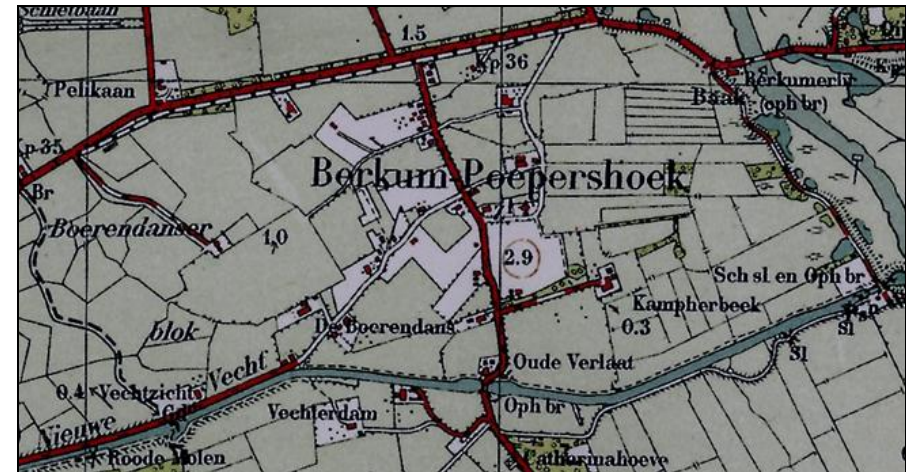 1.5
Kp 36
Pelikaan
Berkumerbr
Baak
(oph br)
Kp 35
Berkum-Poepershoek
Br
Boerendanser
1,0
2.9
Sch sl en Oph br
Kampherbeek
De Boerendans
0.3
blok
Sl
Sl
Vecht
Oude Verlaat
0.4 Vechtzicht
Oph br
Vechterdam
Nieuwe
Roode Molen
Catharinahoeve